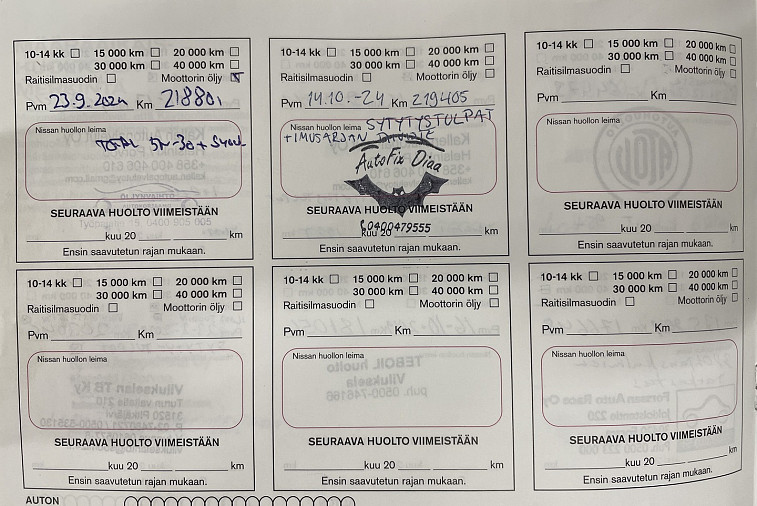 10-14 kk 15 000 km 20 000 km
30 000 km 40 000 km
Raitisilmasuodin Moottorin öljy
Pvm 23.9.2024 Km 218801
Nissan huollon leima
TOTAL 5W-30 +
SEURAAVA HUOLTO VIIMEISTÄÄN
kuu 20 km
Ensin saavutetun rajan mukaan.
10-14 kk 15 000 km 20 000 km
30 000 km 40 000 km
Raitisilmasuodin Moottorin öljy
Pvm 14.10.-24 Km 219405
Nissan huollon leima SYTYTYSTULPAT
+IMUSARJAN
AutoFix Diaa
SEURAAVA HUOLTO VIIMEISTÄÄN
0400479555
kuu 20 km
Ensin saavutetun rajan mukaan.
10-14 kk 15 000 km 20 000 km
30 000 km 40 000 km
Raitisilmasuodin Moottorin öljy
Pvm Km
Nissan huollon leima
SEURAAVA HUOLTO VIIMEISTÄÄN
kuu 20 km
Ensin saavutetun rajan mukaan.
10-14 kk 15 000 km 20 000 km
30 000 km 40 000 km
Raitisilmasuodin Moottorin öljy
Pvm Km
Nissan huollon leima
SEURAAVA HUOLTO VIIMEISTÄÄN
kuu 20 km
Ensin saavutetun rajan mukaan.
10-14 kk 15 000 km 20 000 km
30 000 km 40 000 km
Raitisilmasuodin Moottorin öljy
Pvm Km
Nissan huollon leima
SEURAAVA HUOLTO VIIMEISTÄÄN
kuu 20 km
Ensin saavutetun rajan mukaan.
10-14 kk 15 000 km 20 000 km
30 000 km 40 000 km
Raitisilmasuodin Moottorin öljy
Pvm Km
Nissan huollon leima
SEURAAVA HUOLTO VIIMEISTÄÄN
kuu 20 km
Ensin saavutetun rajan mukaan.
AUTON